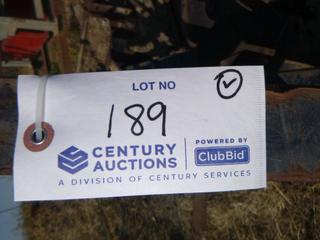 LOT NO
189
CENTURY AUCTIONS
POWERED BY
ClubBid
A DIVISION OF CENTURY SERVICES